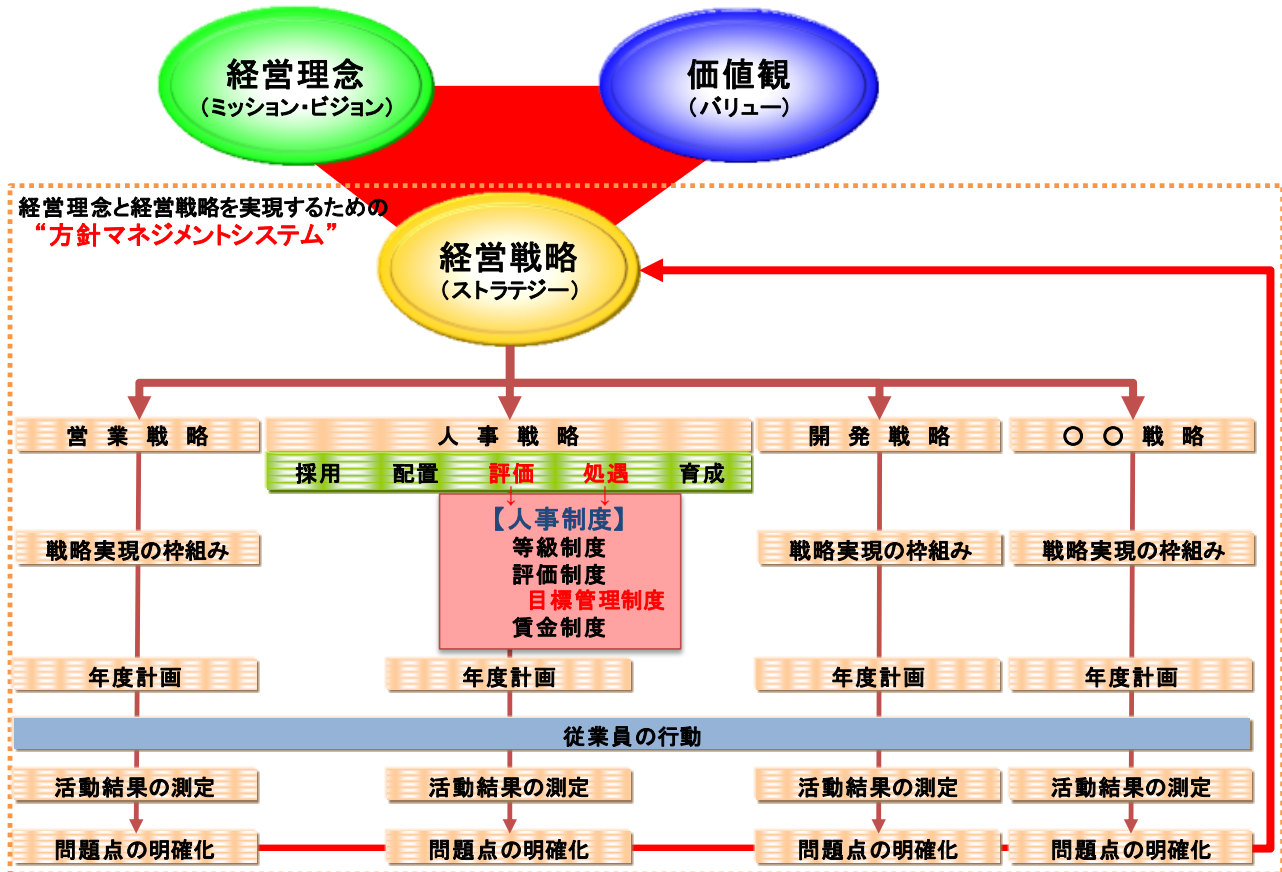 経営理念
（ミッション・ビジョン）
価値観
（バリュー）
経営理念と経営戦略を実現するための
“方針マネジメントシステム”
経営戦略
（ストラテジー）
営業戦略
人事戦略
開発戦略
〇〇戦略
採用 配置 評価 処遇 育成
↓ ↓
【人事制度】
等級制度
評価制度
目標管理制度
賃金制度
戦略実現の枠組み
戦略実現の枠組み
戦略実現の枠組み
年度計画
年度計画
年度計画
年度計画
従業員の行動
活動結果の測定
活動結果の測定
活動結果の測定
活動結果の測定
問題点の明確化
問題点の明確化
問題点の明確化
問題点の明確化